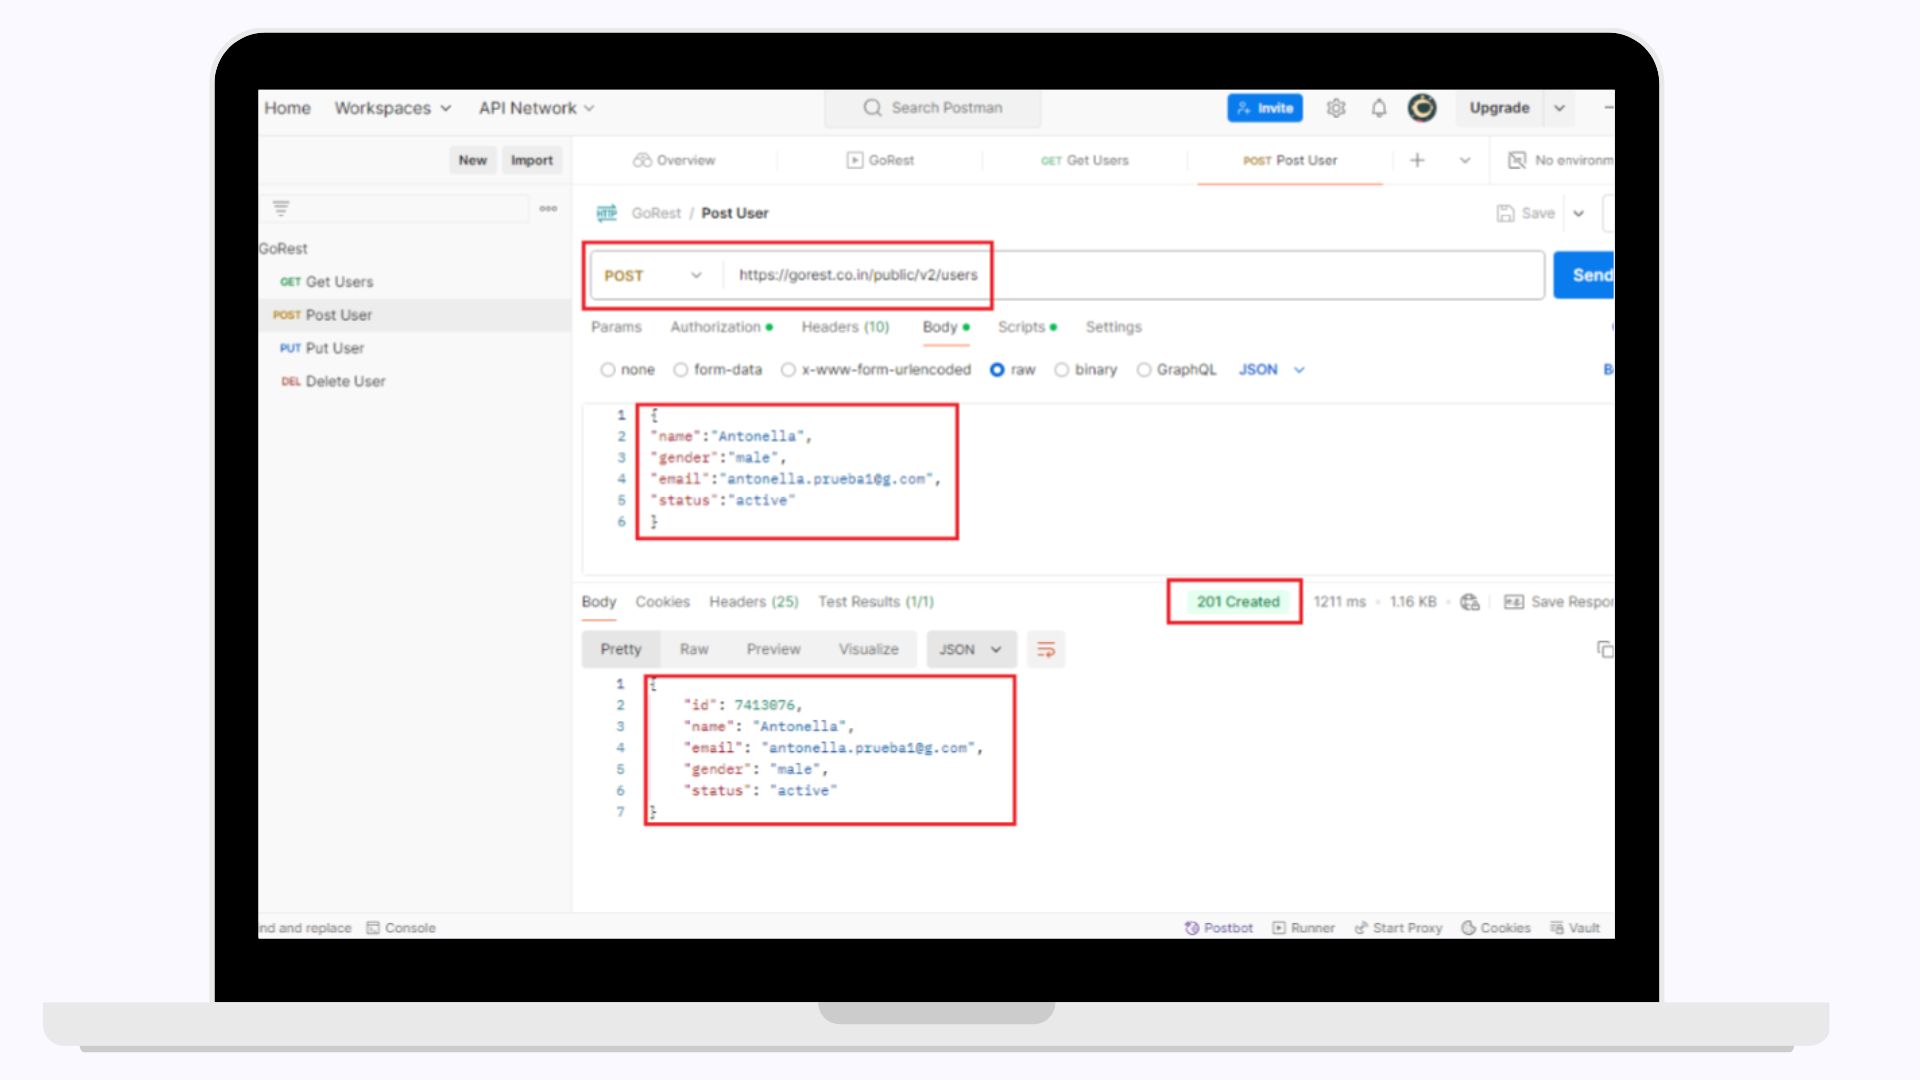 Home Workspaces API Network Search Postman Invite Upgrade
New Import Overview GoRest GET Get Users POST Post User No environm
HTTP GoRest / Post User Save
GoRest
GET Get Users
POST Post User
PUT Put User
DEL Delete User
POST https://gorest.co.in/public/v2/users Send
Params Authorization Headers (10) Body Scripts Settings
none form-data x-www-form-urlencoded raw binary GraphQL JSON B
1 {
2 "name":"Antonella",
3 "gender":"male",
4 "email":"antonella.prueba1@g.com",
5 "status":"active"
6 }
Body Cookies Headers (25) Test Results (1/1) 201 Created 1211 ms 1.16 KB Save Respon
Pretty Raw Preview Visualize JSON
1 {
2 "id": 7413076,
3 "name": "Antonella",
4 "email": "antonella.prueba1@g.com",
5 "gender": "male",
6 "status": "active"
7 }
ind and replace Console Postbot Runner Start Proxy Cookies Vault